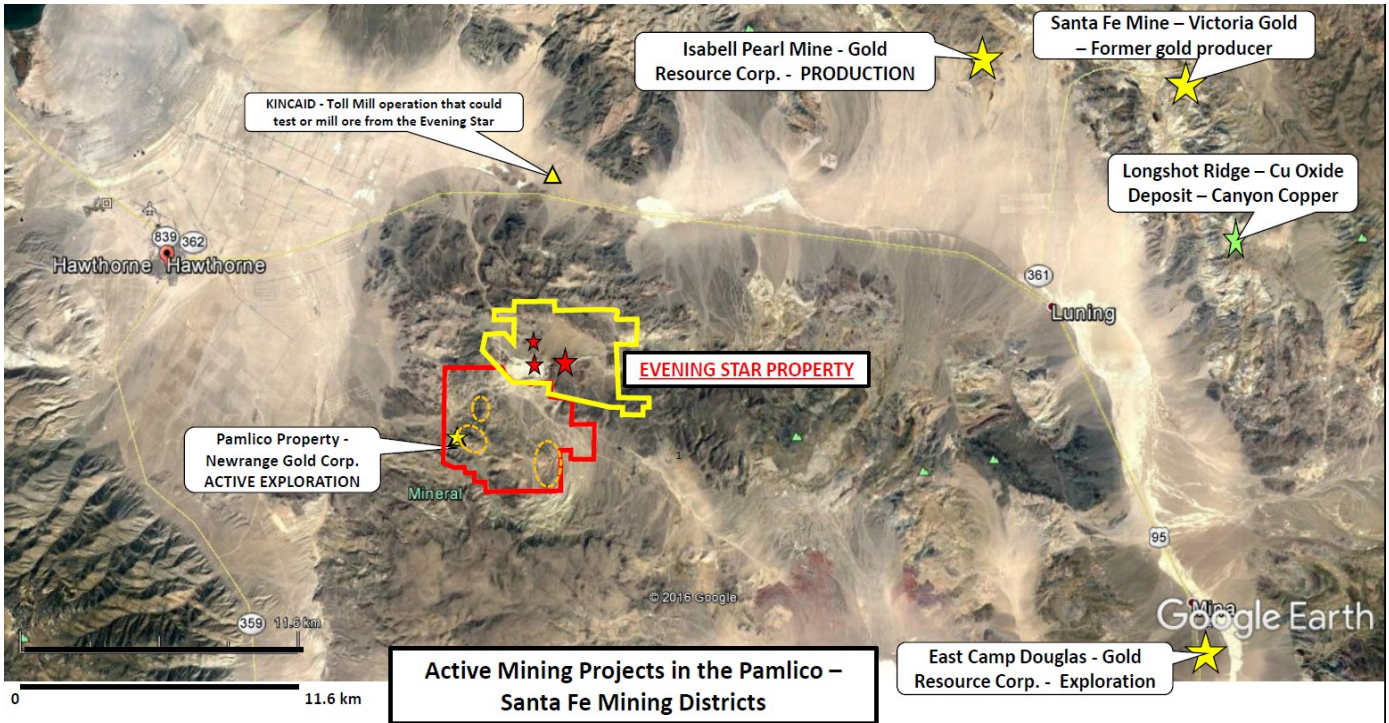 Santa Fe Mine – Victoria Gold
– Former gold producer
Isabell Pearl Mine - Gold
Resource Corp. - PRODUCTION
KINCAID - Toll Mill operation that could
test or mill ore from the Evening Star
Longshot Ridge – Cu Oxide
Deposit – Canyon Copper
839
362
Hawthorne
Hawthorne
361
Luning
EVENING STAR PROPERTY
Pamlico Property -
Newrange Gold Corp.
ACTIVE EXPLORATION
Mineral
1
95
© 2016 Google
Mina
Google Earth
359
11.6 km
East Camp Douglas - Gold
Resource Corp. - Exploration
Active Mining Projects in the Pamlico –
Santa Fe Mining Districts
0
11.6 km